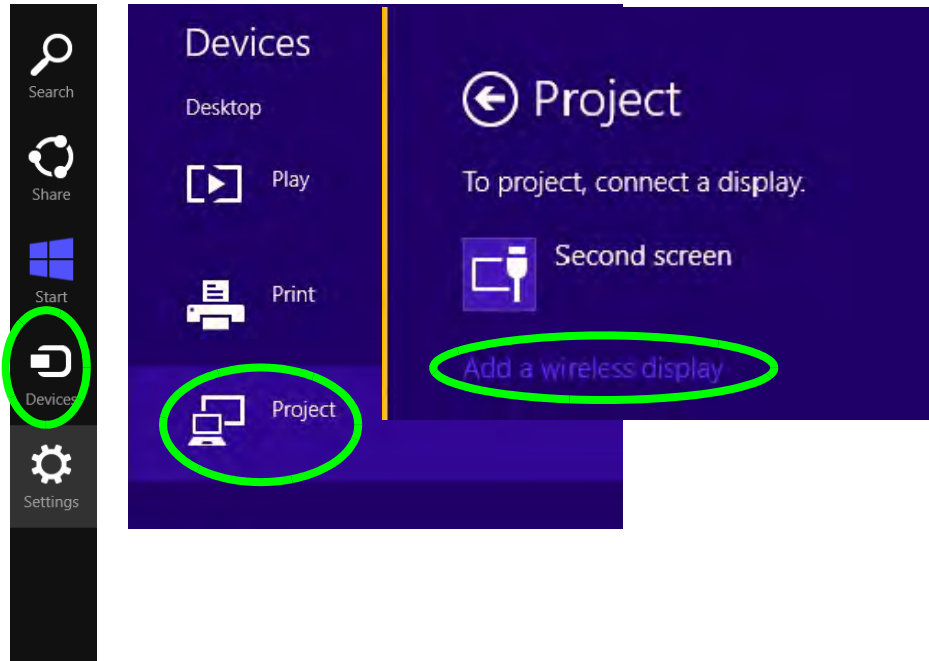 Search
Share
Start
Devices
Settings
Devices
Desktop
Play
Print
Project
Project
To project, connect a display.
Second screen
Add a wireless display